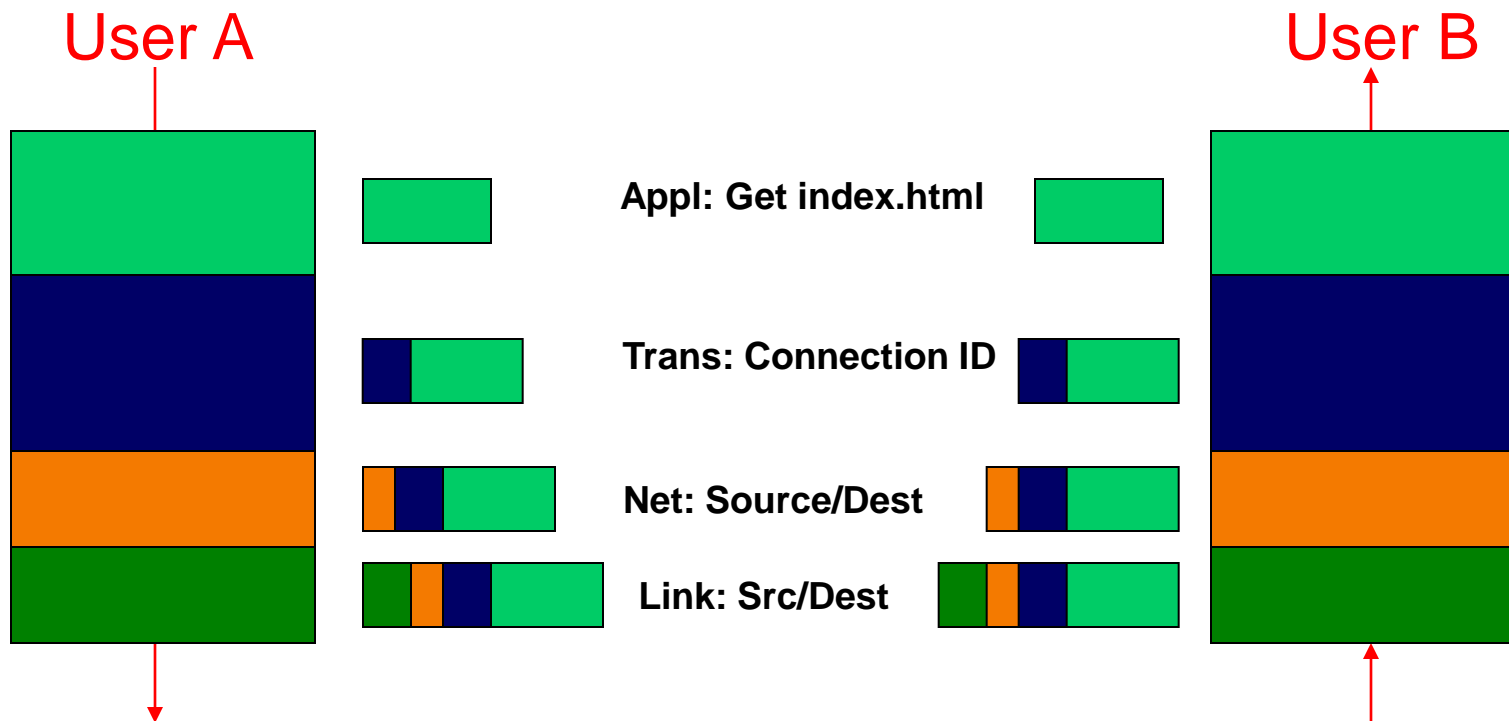 User A
User B
Appl: Get index.html
Trans: Connection ID
Net: Source/Dest
Link: Src/Dest